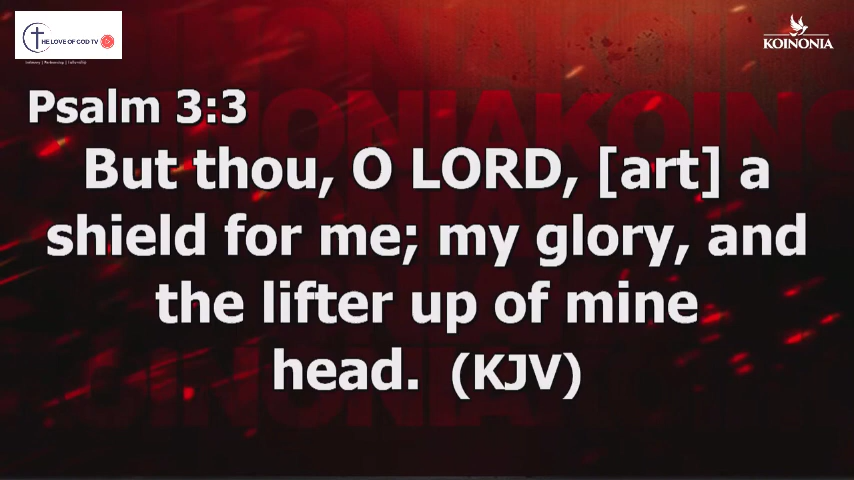 THE LOVE OF GOD TV
KOINONIA
Psalm 3:3
But thou, O LORD, [art] a
shield for me; my glory, and
the lifter up of mine
head. (KJV)